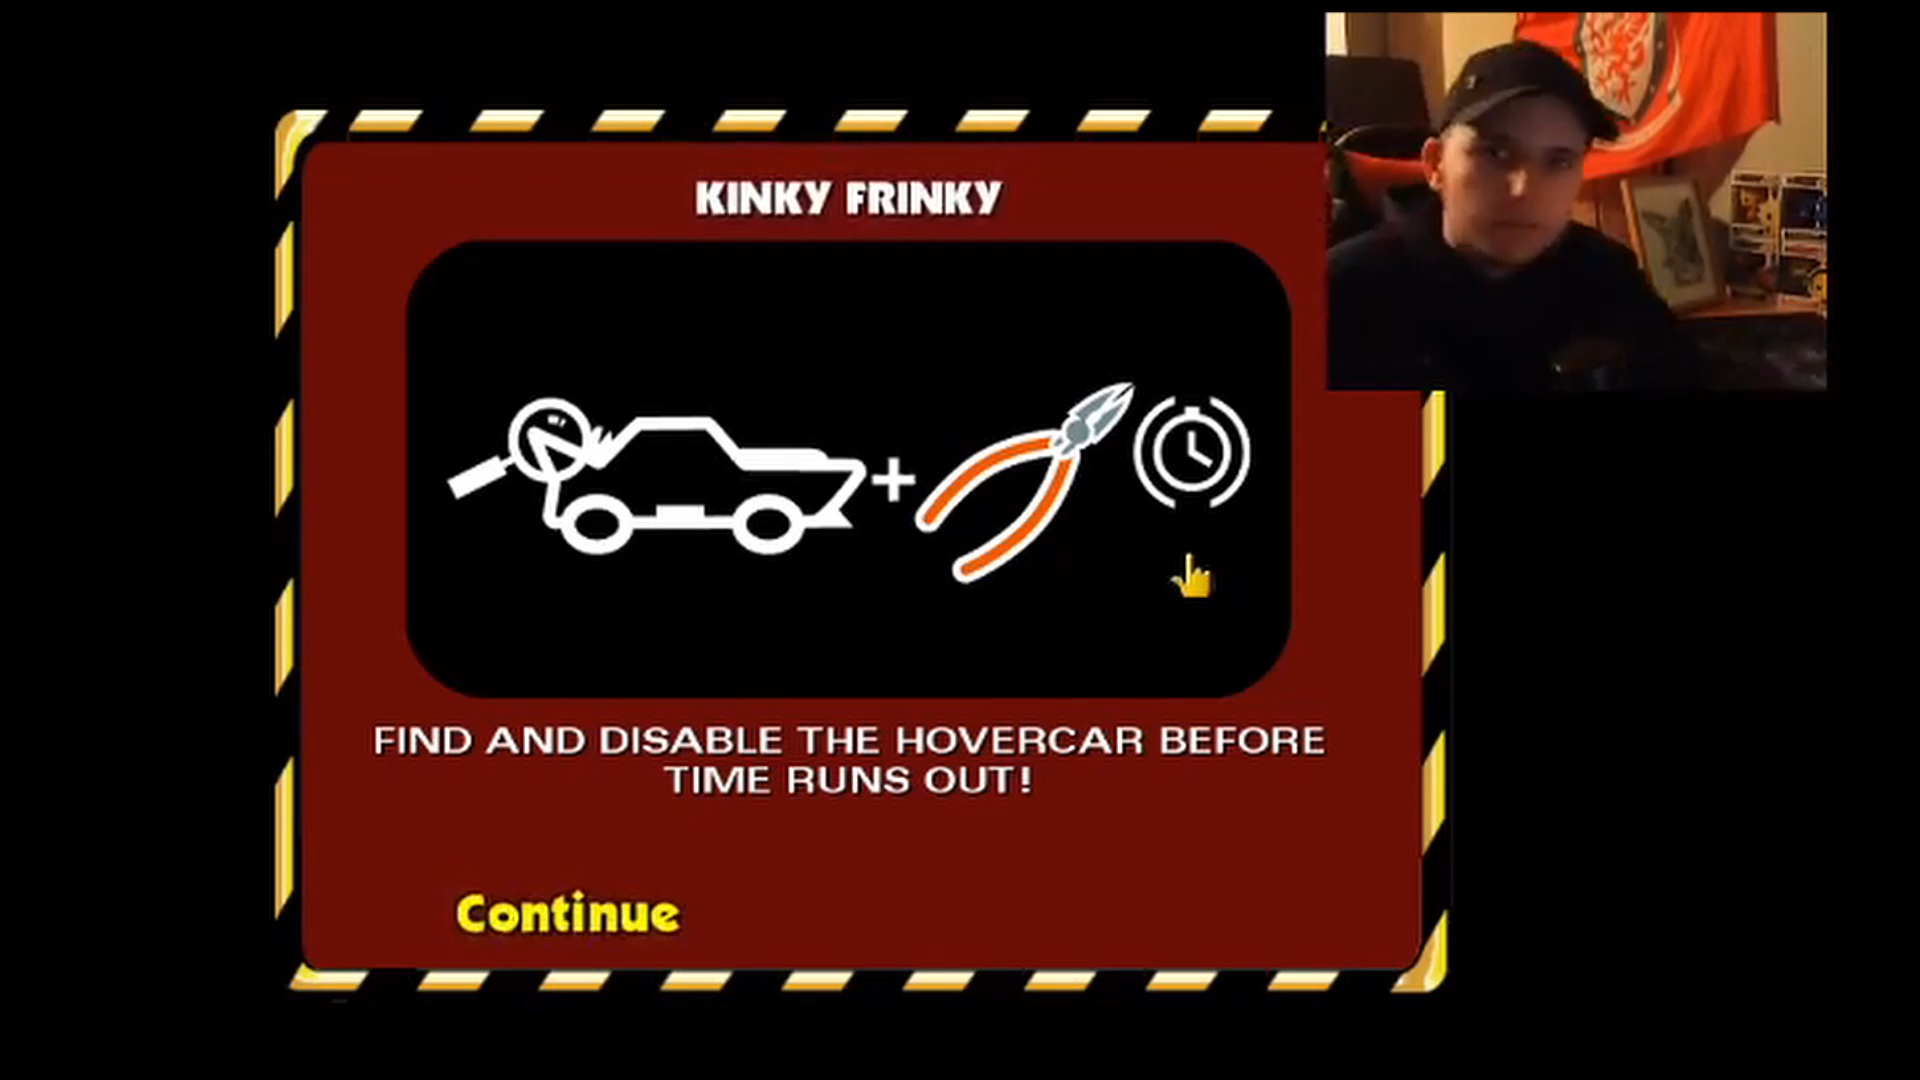 KINKY FRINKY
FIND AND DISABLE THE HOVERCAR BEFORE
TIME RUNS OUT!
Continue